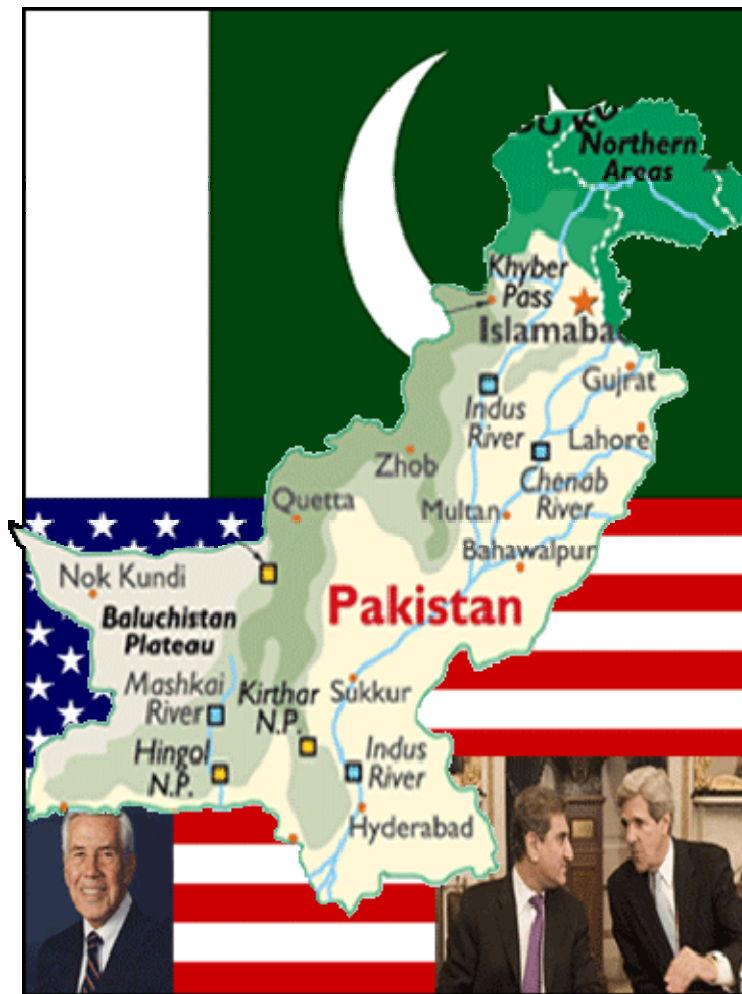 Northern
Areas
Khyber
Pass
Islamaba
Gujrat
Indus
River
Lahore
Zhob
Chenab
River
Quetta
Multan
Bahawalpur
Nok Kundi
Pakistan
Baluchistan
Plateau
Mashkai
River
Kirthar
N.P.
Sukkur
Hingol
N.P.
Indus
River
Hyderabad